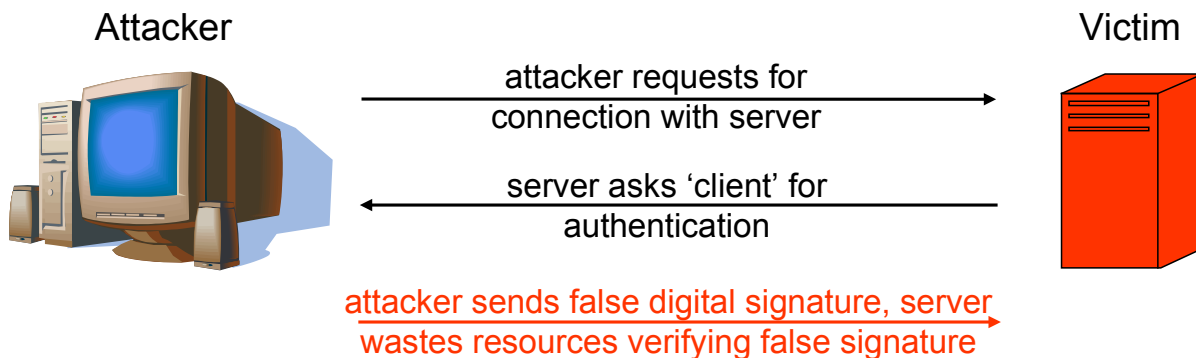 Attacker
Victim
attacker requests for
connection with server
server asks ‘client’ for
authentication
attacker sends false digital signature, server
wastes resources verifying false signature